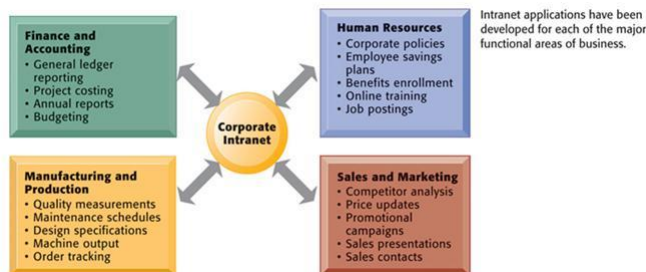 Finance and
Accounting
• General ledger
reporting
• Project costing
• Annual reports
• Budgeting
Human Resources
• Corporate policies
• Employee savings
plans
• Benefits enrollment
• Online training
• Job postings
Intranet applications have been
developed for each of the major
functional areas of business.
Corporate
Intranet
Manufacturing and
Production
• Quality measurements
• Maintenance schedules
• Design specifications
• Machine output
• Order tracking
Sales and Marketing
• Competitor analysis
• Price updates
• Promotional
campaigns
• Sales presentations
• Sales contacts